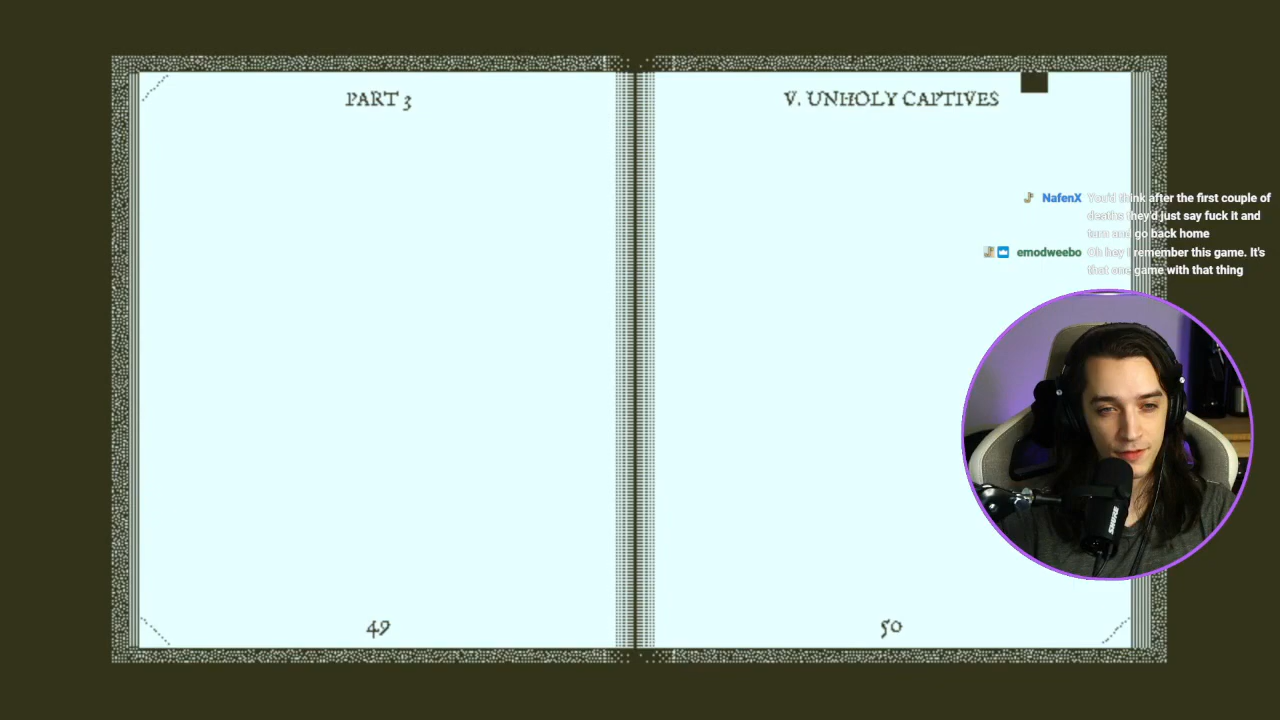 PART 3
V. UNHOLY CAPTIVES
NafenX You'd think after the first couple of
deaths they'd just say fuck it and
turn and go back home
emodweebo Oh hey I remember this game. It's
that one game with that thing
SHURE
49
50